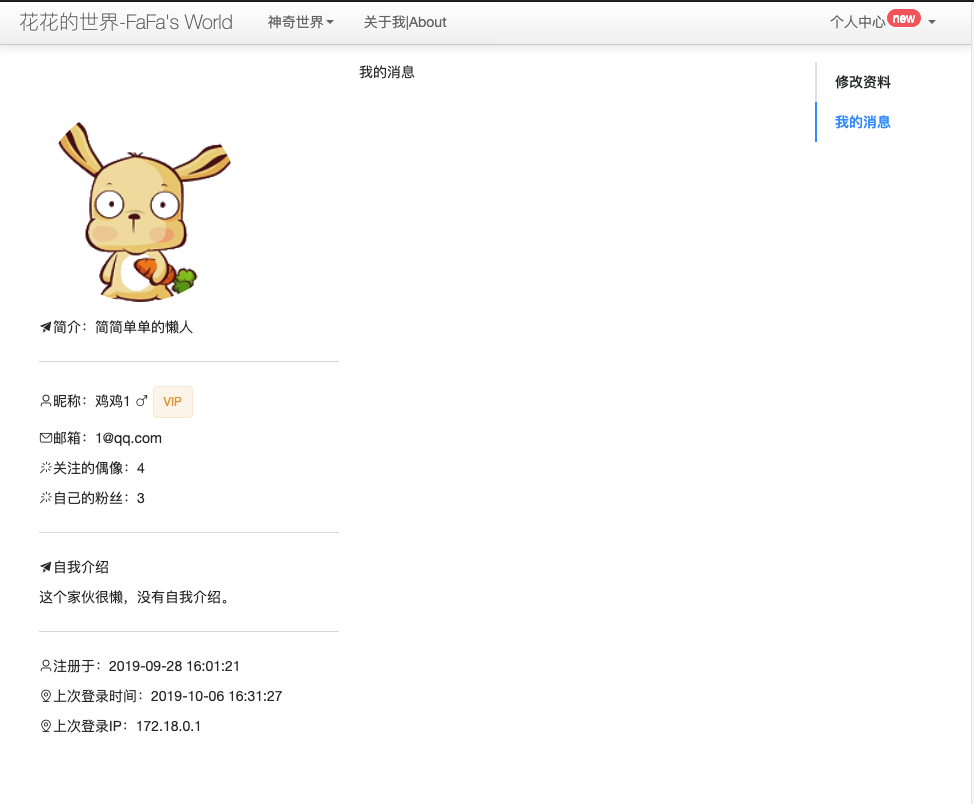 花花的世界-FaFa's World 神奇世界 关于我|About 个人中心 new
我的消息
修改资料
我的消息
简介：简简单单的懒人
昵称：鸡鸡1 ♂ VIP
邮箱：1@qq.com
关注的偶像：4
自己的粉丝：3
自我介绍
这个家伙很懒，没有自我介绍。
注册于：2019-09-28 16:01:21
上次登录时间：2019-10-06 16:31:27
上次登录IP：172.18.0.1